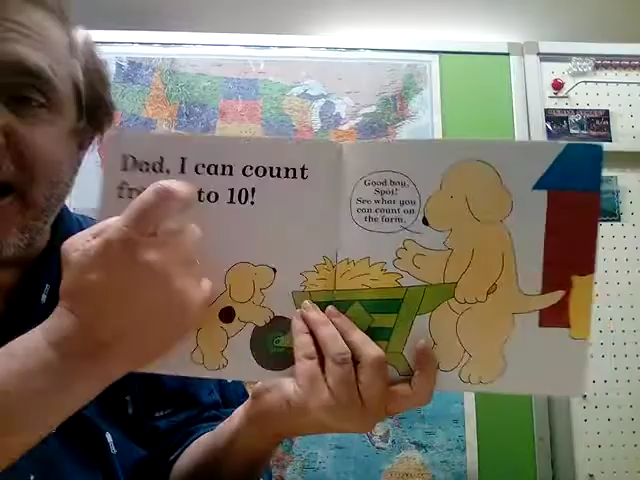 Dad, I can count
to 10!
Good boy,
Spot!
See what you
can count on
the farm.